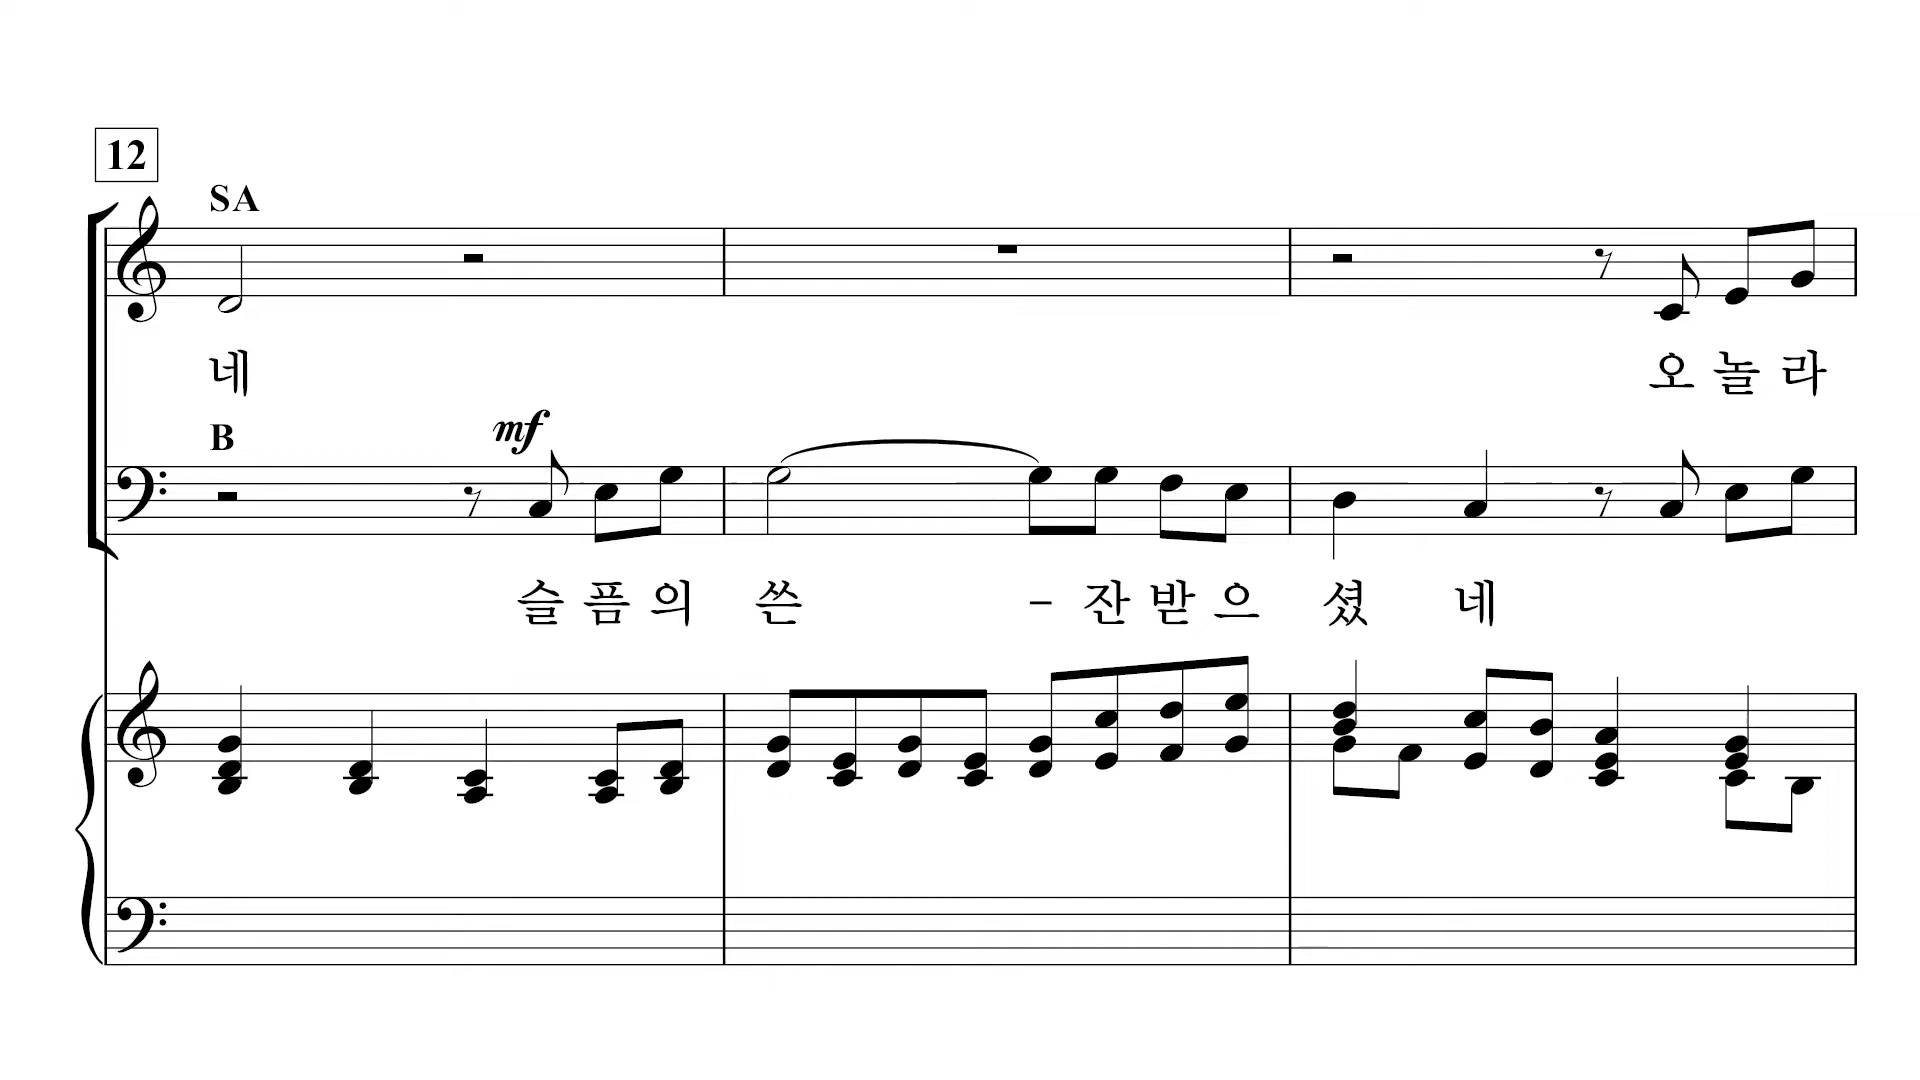 12
SA
네 오 놀 라
B
mf
슬 픔 의 쓴 - 잔 받 으 셨 네